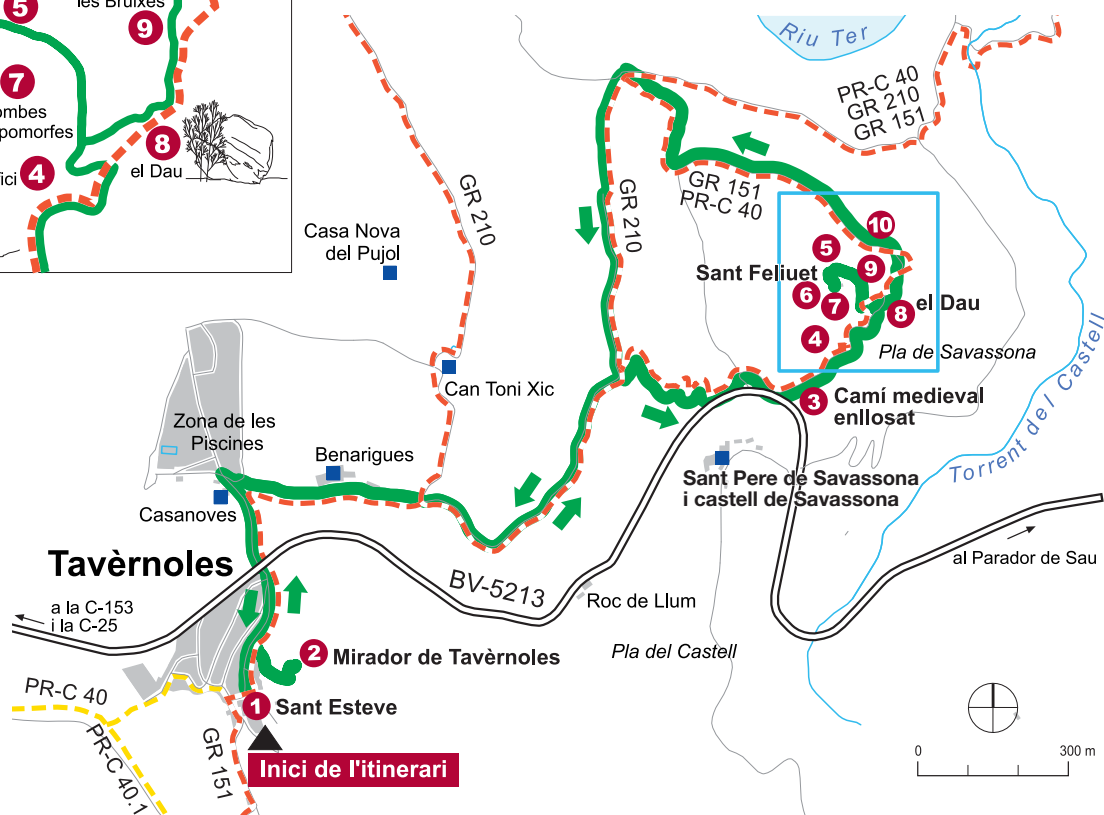 5
les Bruixes
9
7
pomorfes
8
el Dau
4
Riu Ter
PR-C 40
GR 210
GR 151
GR 151
PR-C 40
GR 210
GR 210
Casa Nova
del Pujol
10
5
9
Sant Feliuet
6
7
8
el Dau
4
Pla de Savassona
3
Camí medieval
enllosat
Can Toni Xic
Zona de les
Piscines
Benarigues
Casanoves
Sant Pere de Savassona
i castell de Savassona
Torrent del Castell
al Parador de Sau
Tavèrnoles
BV-5213
Roc de Llum
a la C-153
i la C-25
2
Mirador de Tavèrnoles
Pla del Castell
PR-C 40
PR-C 40.1
1
Sant Esteve
GR 151
Inici de l'itinerari
0
300 m